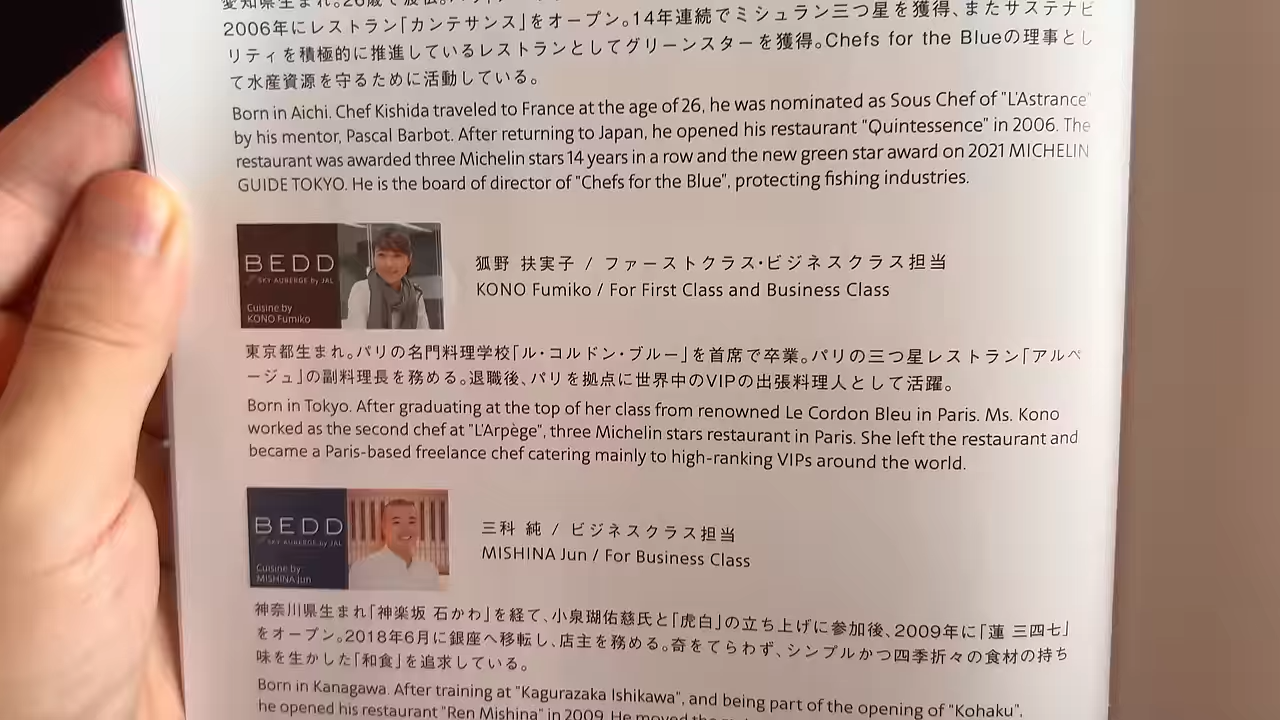 愛知県生まれ。26歳で渡仏。
2006年にレストラン「カンテサンス」をオープン。14年連続でミシュラン三つ星を獲得、またサステナビ
リティを積極的に推進しているレストランとしてグリーンスターを獲得。Chefs for the Blueの理事とし
て水産資源を守るために活動している。
Born in Aichi. Chef Kishida traveled to France at the age of 26, he was nominated as Sous Chef of "L'Astrance"
by his mentor, Pascal Barbot. After returning to Japan, he opened his restaurant "Quintessence" in 2006. The
restaurant was awarded three Michelin stars 14 years in a row and the new green star award on 2021 MICHELIN
GUIDE TOKYO. He is the board of director of "Chefs for the Blue", protecting fishing industries.
BEDD
SKY AUBERGE by JAL
Cuisine by
KONO Fumiko
狐野 扶実子 / ファーストクラス・ビジネスクラス担当
KONO Fumiko / For First Class and Business Class
東京都生まれ。パリの名門料理学校「ル・コルドン・ブルー」を首席で卒業。パリの三つ星レストラン「アルペ
ージュ」の副料理長を務める。退職後、パリを拠点に世界中のVIPの出張料理人として活躍。
Born in Tokyo. After graduating at the top of her class from renowned Le Cordon Bleu in Paris. Ms. Kono
worked as the second chef at "L'Arpège", three Michelin stars restaurant in Paris. She left the restaurant and
became a Paris-based freelance chef catering mainly to high-ranking VIPs around the world.
BEDD
SKY AUBERGE by JAL
Cuisine by
MISHINA Jun
三科 純 / ビジネスクラス担当
MISHINA Jun / For Business Class
神奈川県生まれ「神楽坂 石かわ」を経て、小泉瑚佑慈氏と「虎白」の立ち上げに参加後、2009年に「蓮 三四七」
をオープン。2018年6月に銀座へ移転し、店主を務める。奇をてらわず、シンプルかつ四季折々の食材の持ち
味を生かした「和食」を追求している。
Born in Kanagawa. After training at "Kagurazaka Ishikawa", and being part of the opening of "Kohaku",
he opened his restaurant "Ren Mishina" in 2009. He moved the